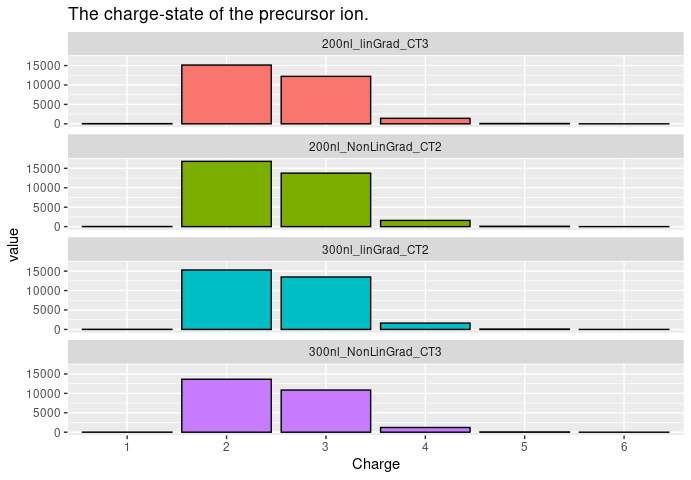 The charge-state of the precursor ion.
200nl_linGrad_CT3
15000
10000
5000
0
200nl_NonLinGrad_CT2
15000
10000
5000
0
300nl_linGrad_CT2
15000
10000
5000
0
300nl_NonLinGrad_CT3
15000
10000
5000
0
value
1 2 3 4 5 6
Charge